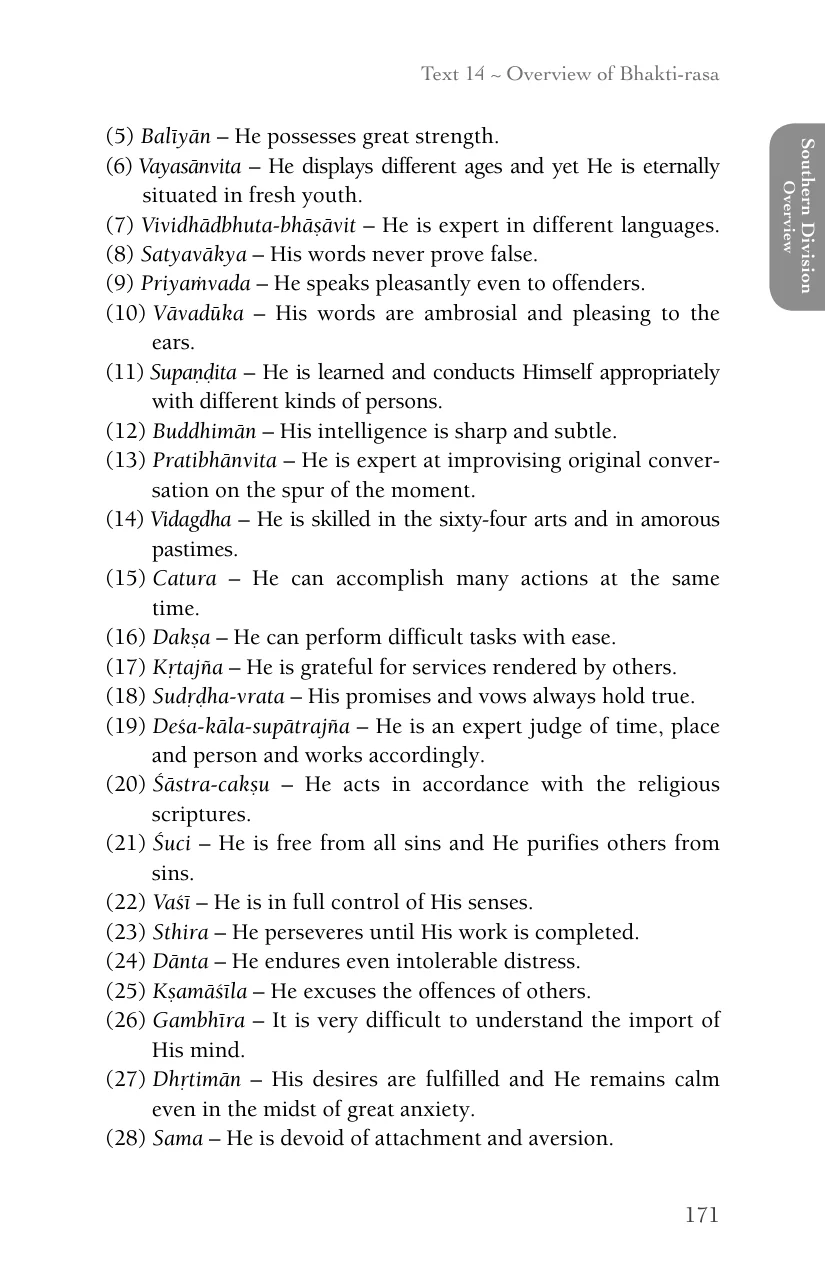 Text 14 ~ Overview of Bhakti-rasa
(5) Balīyān – He possesses great strength.
(6) Vayasānvita – He displays different ages and yet He is eternally
situated in fresh youth.
(7) Vividhādbhuta-bhāṣāvit – He is expert in different languages.
(8) Satyavākya – His words never prove false.
(9) Priyaṁvada – He speaks pleasantly even to offenders.
(10) Vāvadūka – His words are ambrosial and pleasing to the
ears.
(11) Supaṇḍita – He is learned and conducts Himself appropriately
with different kinds of persons.
(12) Buddhimān – His intelligence is sharp and subtle.
(13) Pratibhānvita – He is expert at improvising original conver-
sation on the spur of the moment.
(14) Vidagdha – He is skilled in the sixty-four arts and in amorous
pastimes.
(15) Catura – He can accomplish many actions at the same
time.
(16) Dakṣa – He can perform difficult tasks with ease.
(17) Kṛtajña – He is grateful for services rendered by others.
(18) Sudṛḍha-vrata – His promises and vows always hold true.
(19) Deśa-kāla-supātrajña – He is an expert judge of time, place
and person and works accordingly.
(20) Śāstra-cakṣu – He acts in accordance with the religious
scriptures.
(21) Śuci – He is free from all sins and He purifies others from
sins.
(22) Vaśī – He is in full control of His senses.
(23) Sthira – He perseveres until His work is completed.
(24) Dānta – He endures even intolerable distress.
(25) Kṣamāśīla – He excuses the offences of others.
(26) Gambhīra – It is very difficult to understand the import of
His mind.
(27) Dhṛtimān – His desires are fulfilled and He remains calm
even in the midst of great anxiety.
(28) Sama – He is devoid of attachment and aversion.
171
Southern Division
Overview